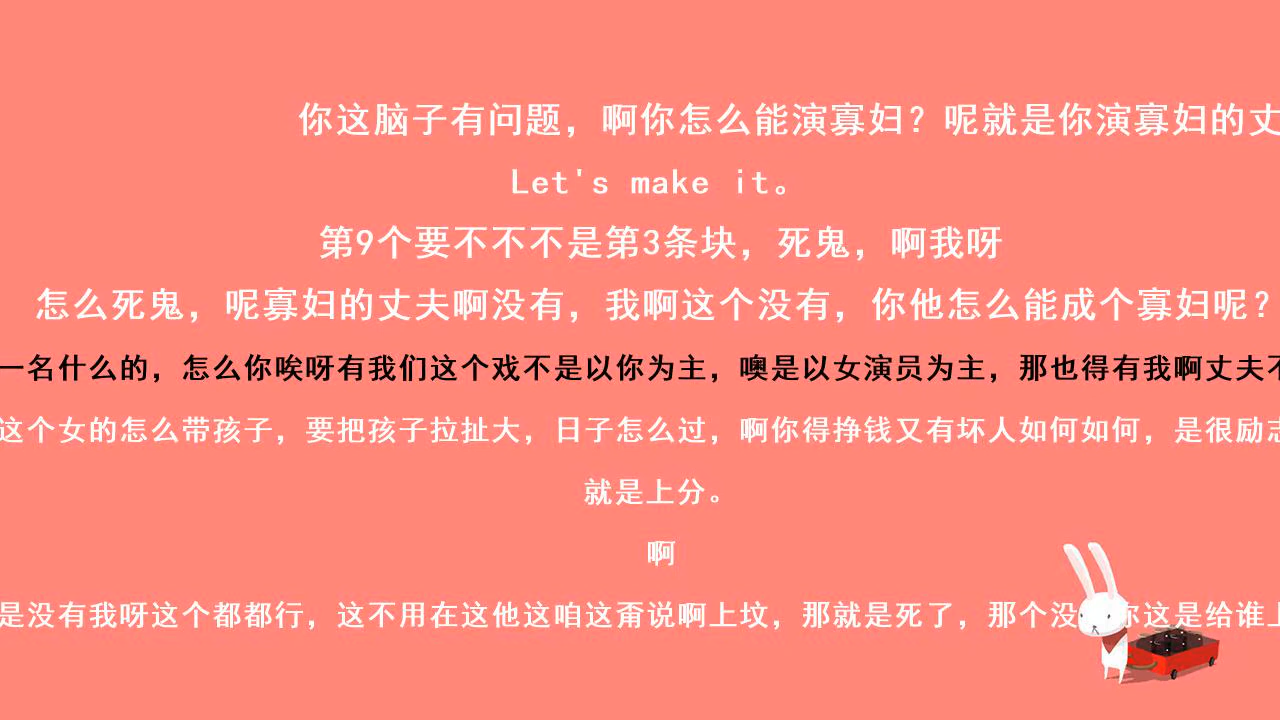 你这脑子有问题，啊你怎么能演寡妇？呢就是你演寡妇的丈
Let's make it。
第9个要不不不是第3条块，死鬼，啊我呀
怎么死鬼，呢寡妇的丈夫啊没有，我啊这个没有，你他怎么能成个寡妇呢？
一名什么的，怎么你唉呀有我们这个戏不是以你为主，噢是以女演员为主，那也得有我啊丈夫不
这个女的怎么带孩子，要把孩子拉扯大，日子怎么过，啊你得挣钱又有坏人如何如何，是很励志
就是上分。
啊
是没有我呀这个都都行，这不用在这他这咱这甭说啊上坟，那就是死了，那个没 你这是给谁上